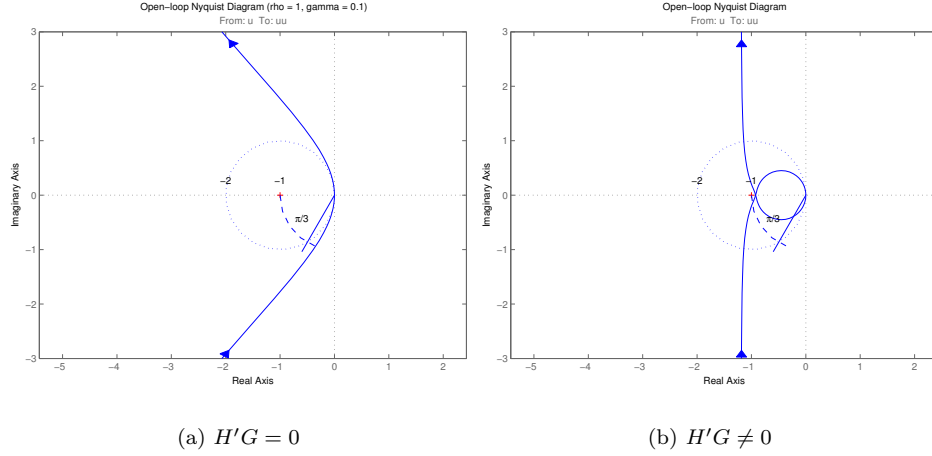 Open−loop Nyquist Diagram (rho = 1, gamma = 0.1)
From: u To: uu
3
2
1
0
−1
−2
−3
Imaginary Axis
−2
−1
π/3
−5
−4
−3
−2
−1
0
1
2
Real Axis
(a) H′G = 0
Open−loop Nyquist Diagram
From: u To: uu
3
2
1
0
−1
−2
−3
Imaginary Axis
−2
−1
π/3
−5
−4
−3
−2
−1
0
1
2
Real Axis
(b) H′G ≠ 0